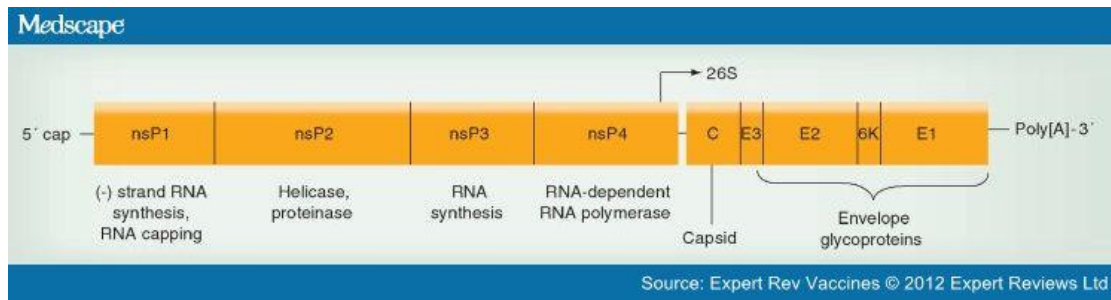 Medscape
26S
5´ cap
nsP1
nsP2
nsP3
nsP4
C
E3
E2
6K
E1
Poly[A]-3´
(-) strand RNA
synthesis,
RNA capping
Helicase,
proteinase
RNA
synthesis
RNA-dependent
RNA polymerase
Capsid
Envelope
glycoproteins
Source: Expert Rev Vaccines © 2012 Expert Reviews Ltd